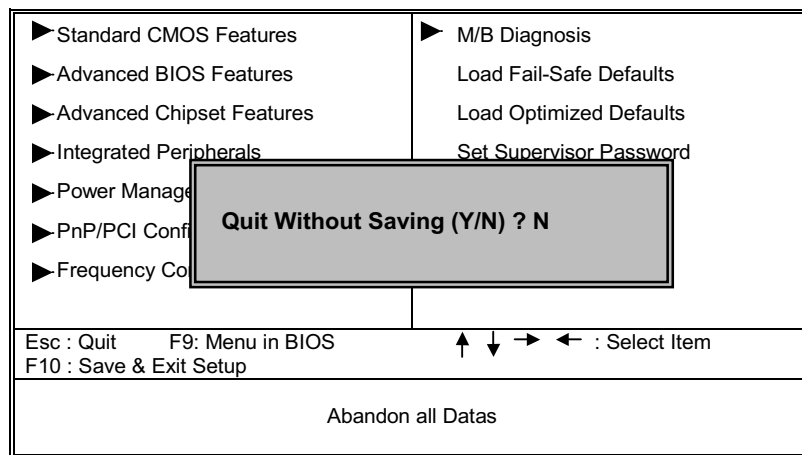 Standard CMOS Features
Advanced BIOS Features
Advanced Chipset Features
Integrated Peripherals
Power Manage
PnP/PCI Confi
Frequency Co
M/B Diagnosis
Load Fail-Safe Defaults
Load Optimized Defaults
Set Supervisor Password
Quit Without Saving (Y/N) ? N
Esc : Quit F9: Menu in BIOS ↑ ↓ → ← : Select Item
F10 : Save & Exit Setup
Abandon all Datas